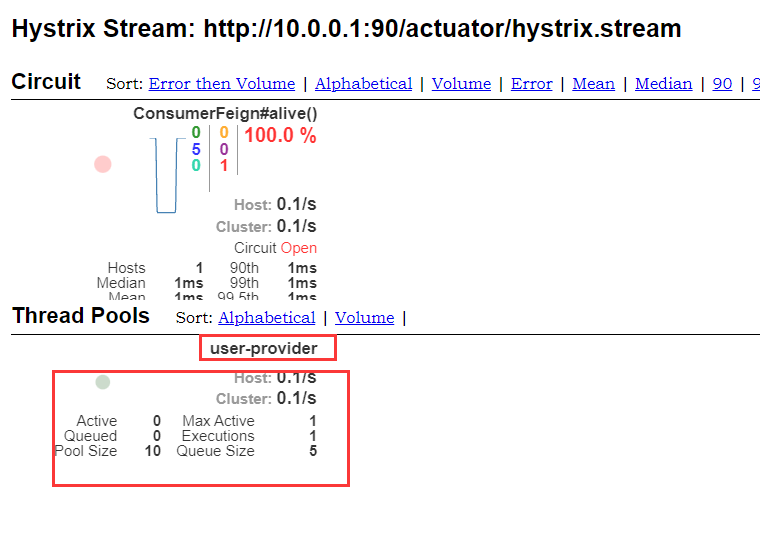 Hystrix Stream: http://10.0.0.1:90/actuator/hystrix.stream
Circuit Sort: Error then Volume | Alphabetical | Volume | Error | Mean | Median | 90 | 9
ConsumerFeign#alive()
0 0 100.0 %
5 0
0 1
Host: 0.1/s
Cluster: 0.1/s
Circuit Open
Hosts 1 90th 1ms
Median 1ms 99th 1ms
Mean 1ms 99.5th 1ms
Thread Pools Sort: Alphabetical | Volume |
user-provider
Host: 0.1/s
Cluster: 0.1/s
Active 0 Max Active 1
Queued 0 Executions 1
Pool Size 10 Queue Size 5